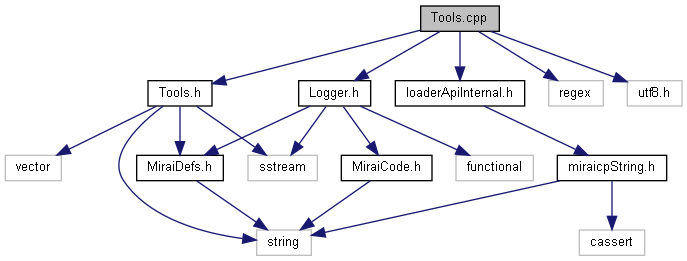 Tools.cpp
Tools.h
Logger.h
loaderApiInternal.h
regex
utf8.h
vector
MiraiDefs.h
sstream
MiraiCode.h
functional
miraicpString.h
string
cassert